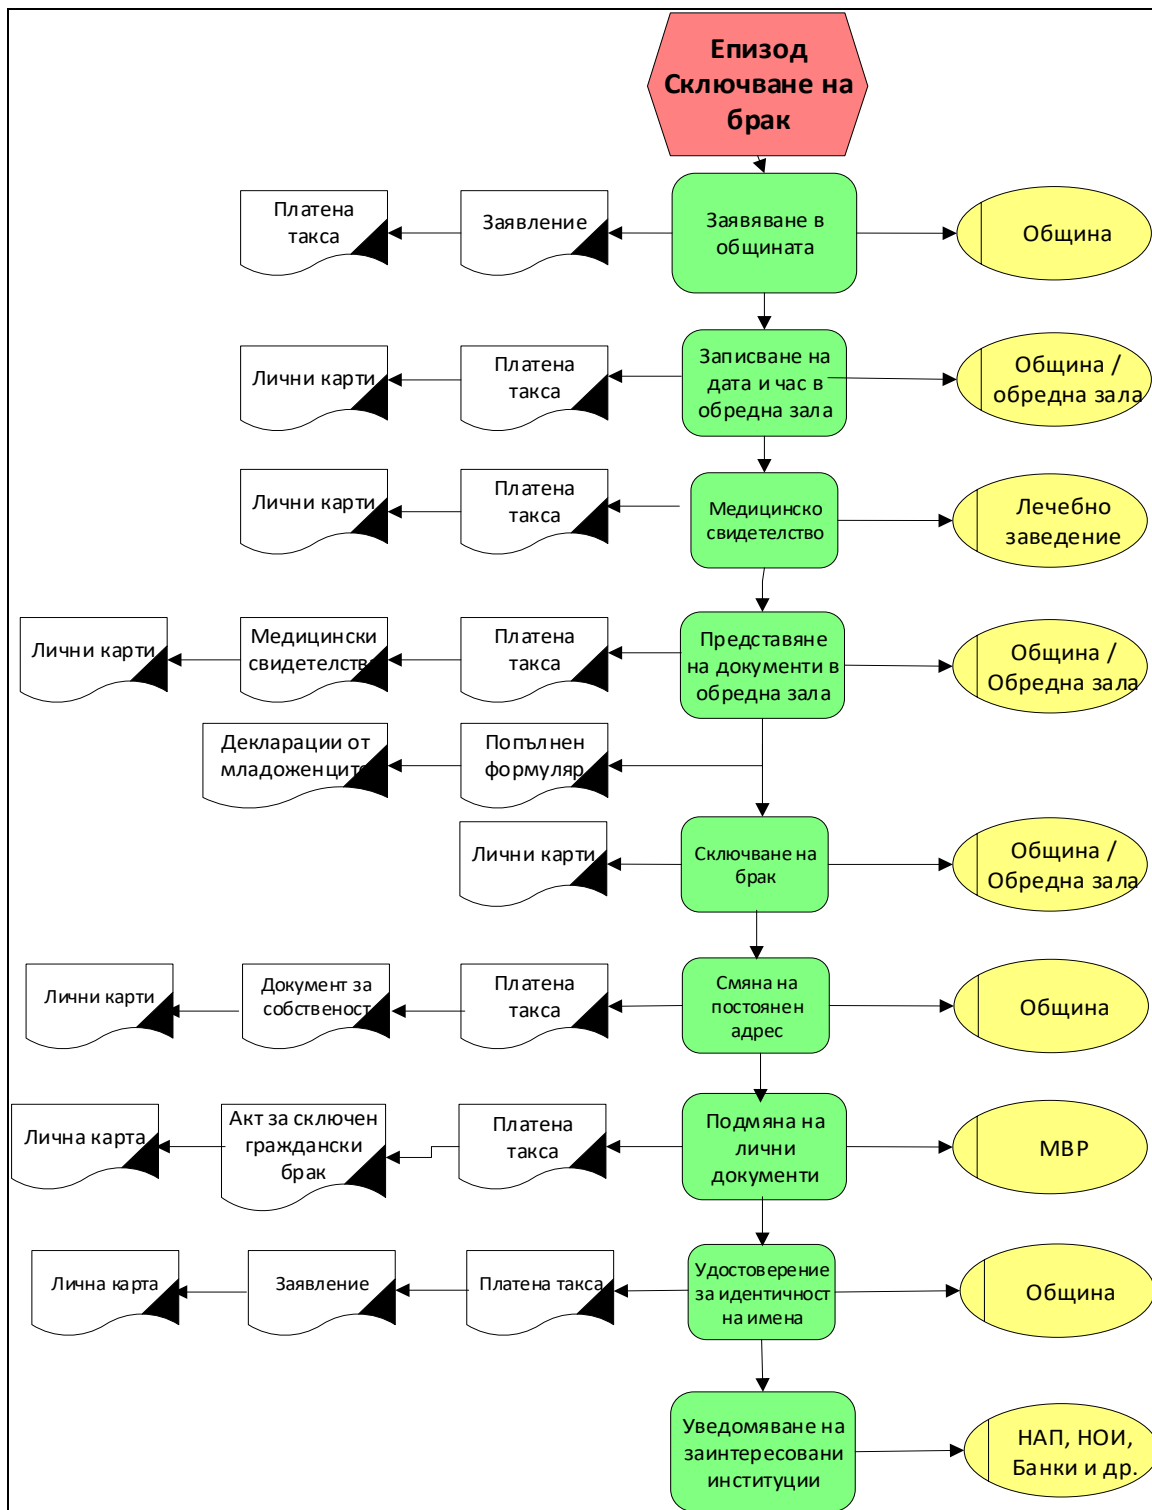 Епизод
Сключване на
брак
Платена
такса
Заявление
Заявяване в
общината
Община
Лични карти
Платена
такса
Записване на
дата и час в
обредна зала
Община /
обредна зала
Лични карти
Платена
такса
Медицинско
свидетелство
Лечебно
заведение
Лични карти
Медицински
свидетелств
Платена
такса
Представяне
на документи в
обредна зала
Община /
Обредна зала
Декларации от
младоженцит
Попълнен
формуляр
Лични карти
Сключване на
брак
Община /
Обредна зала
Лични карти
Документ за
собственост
Платена
такса
Смяна на
постоянен
адрес
Община
Лична карта
Акт за сключен
граждански
брак
Платена
такса
Подмяна на
лични
документи
МВР
Лична карта
Заявление
Платена такса
Удостоверение
за идентичност
на имена
Община
Уведомяване на
заинтересовани
институции
НАП, НОИ,
Банки и др.